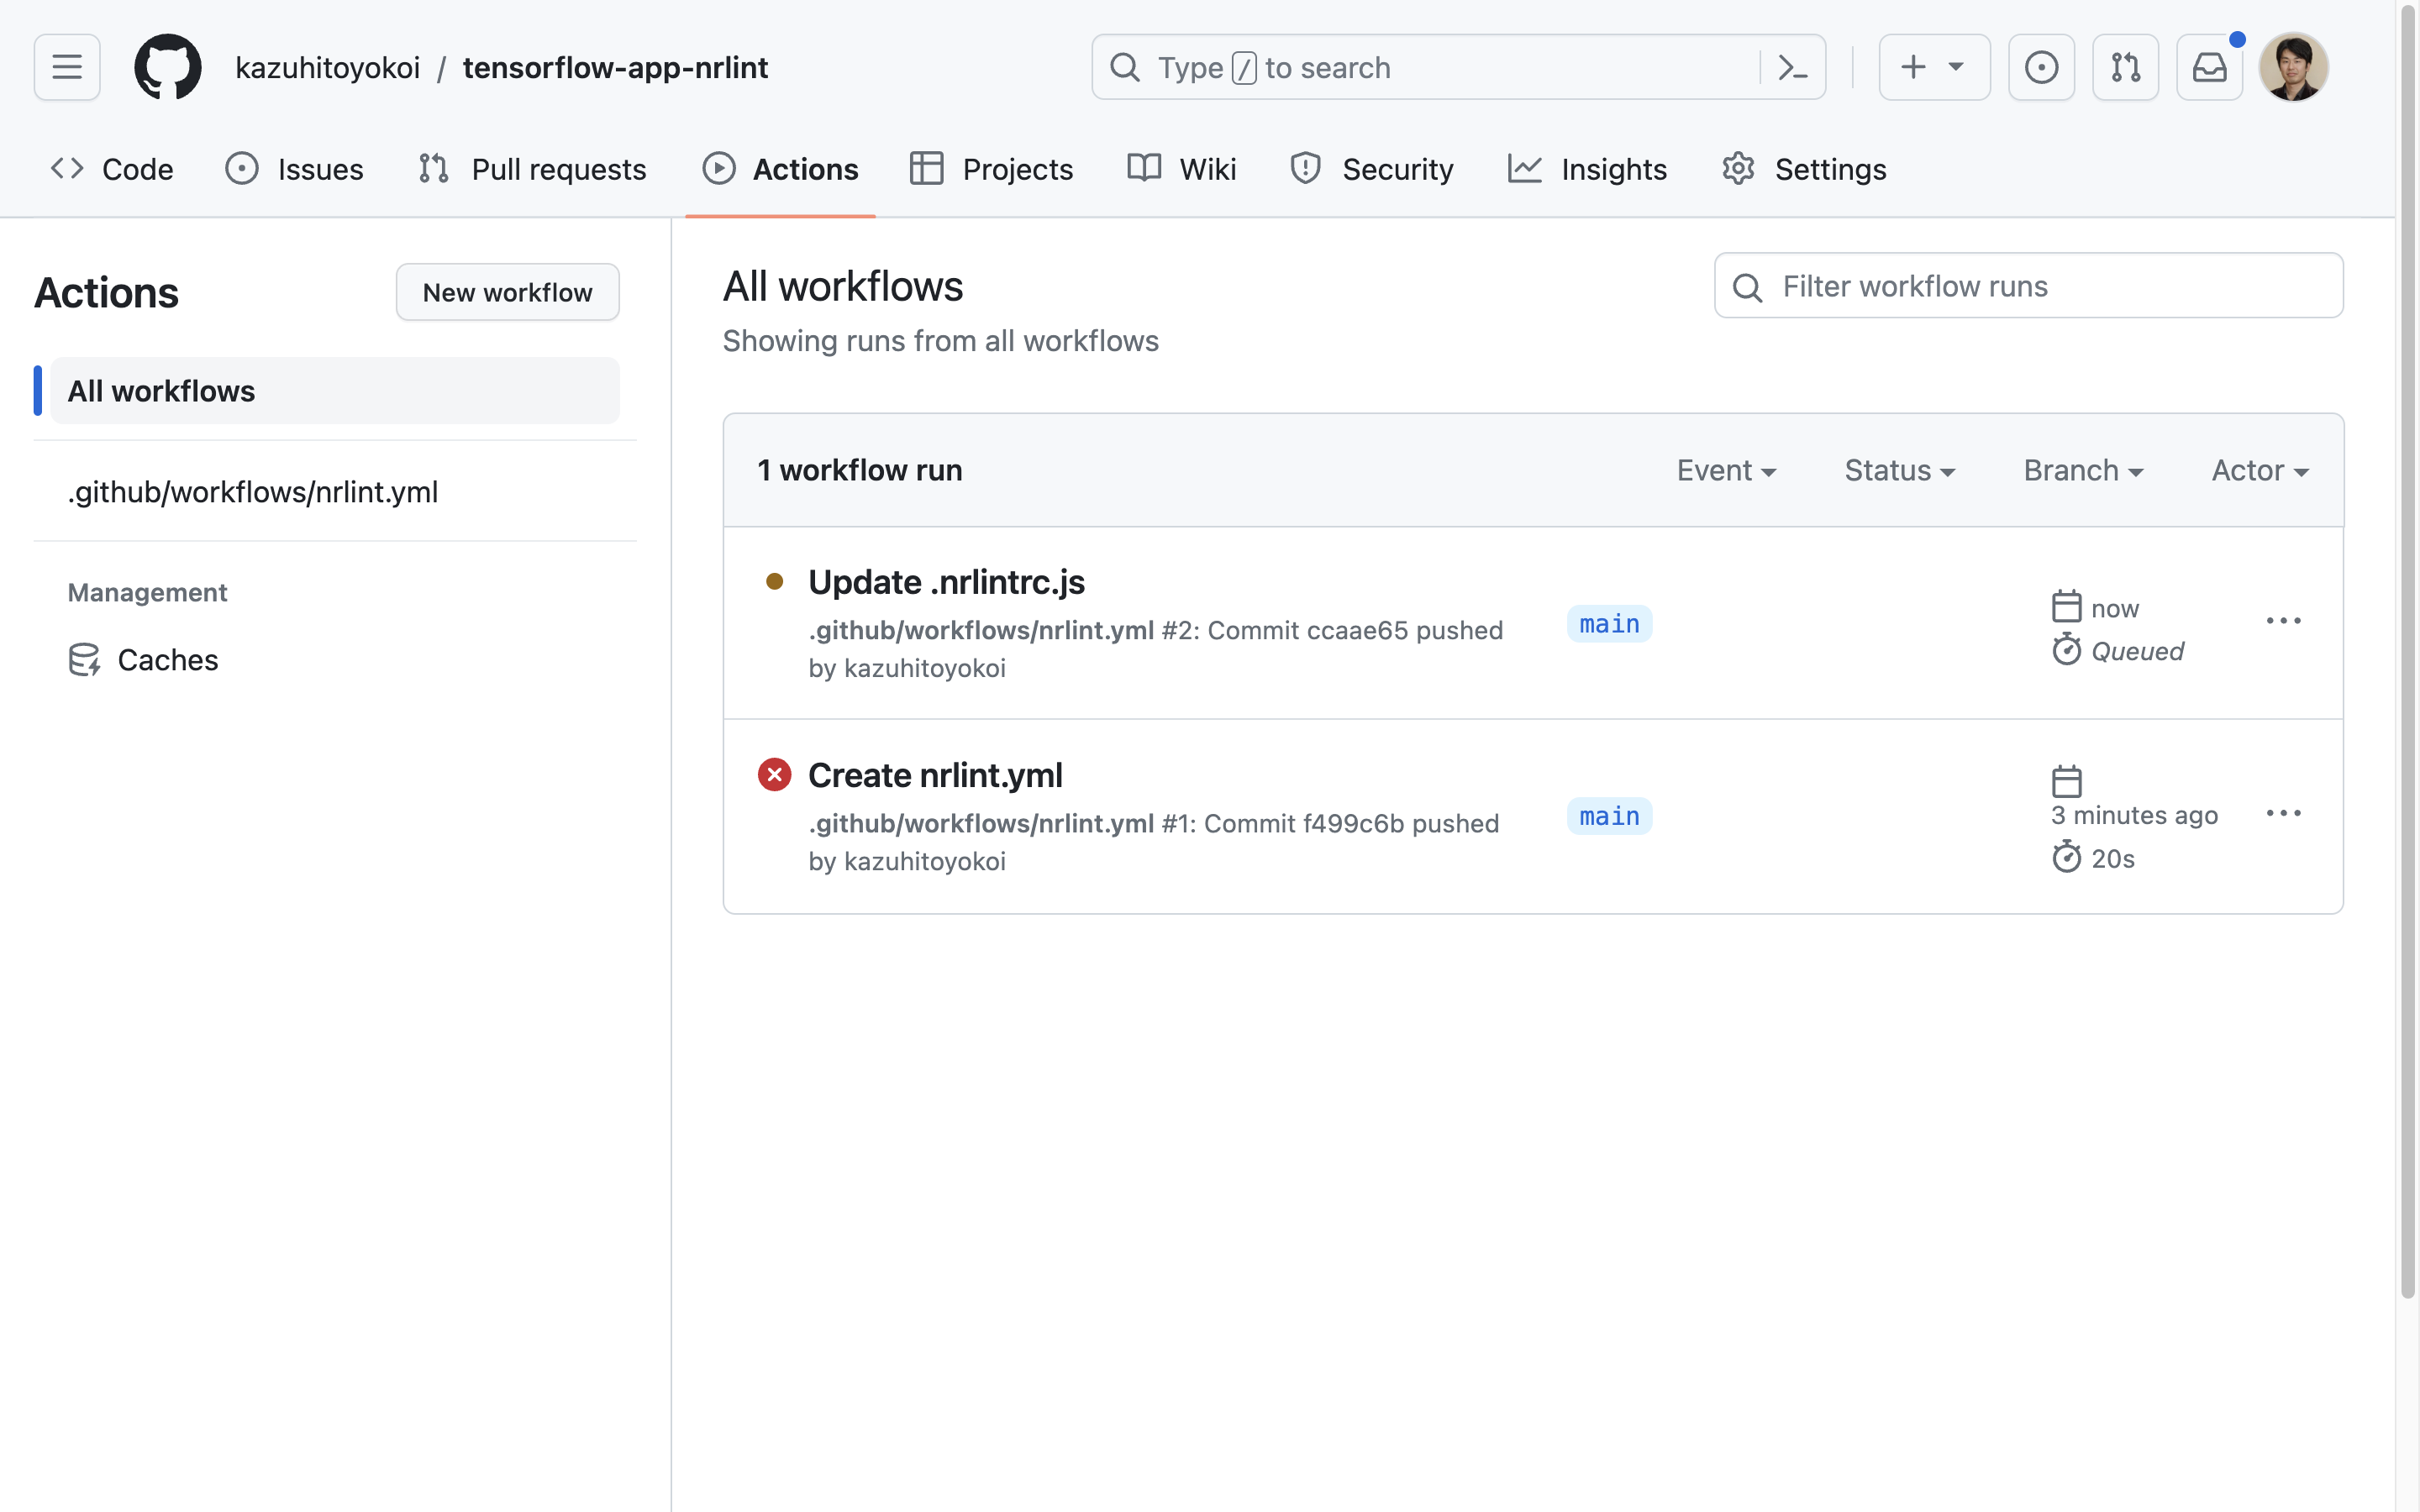 kazuhitoyokoi / tensorflow-app-nrlint
Type / to search
Code Issues Pull requests Actions Projects Wiki Security Insights Settings
Actions
New workflow
All workflows
.github/workflows/nrlint.yml
Management
Caches
All workflows
Showing runs from all workflows
Filter workflow runs
1 workflow run
Event Status Branch Actor
Update .nrlintrc.js
.github/workflows/nrlint.yml #2: Commit ccaae65 pushed
by kazuhitoyokoi
main
now
Queued
Create nrlint.yml
.github/workflows/nrlint.yml #1: Commit f499c6b pushed
by kazuhitoyokoi
main
3 minutes ago
20s